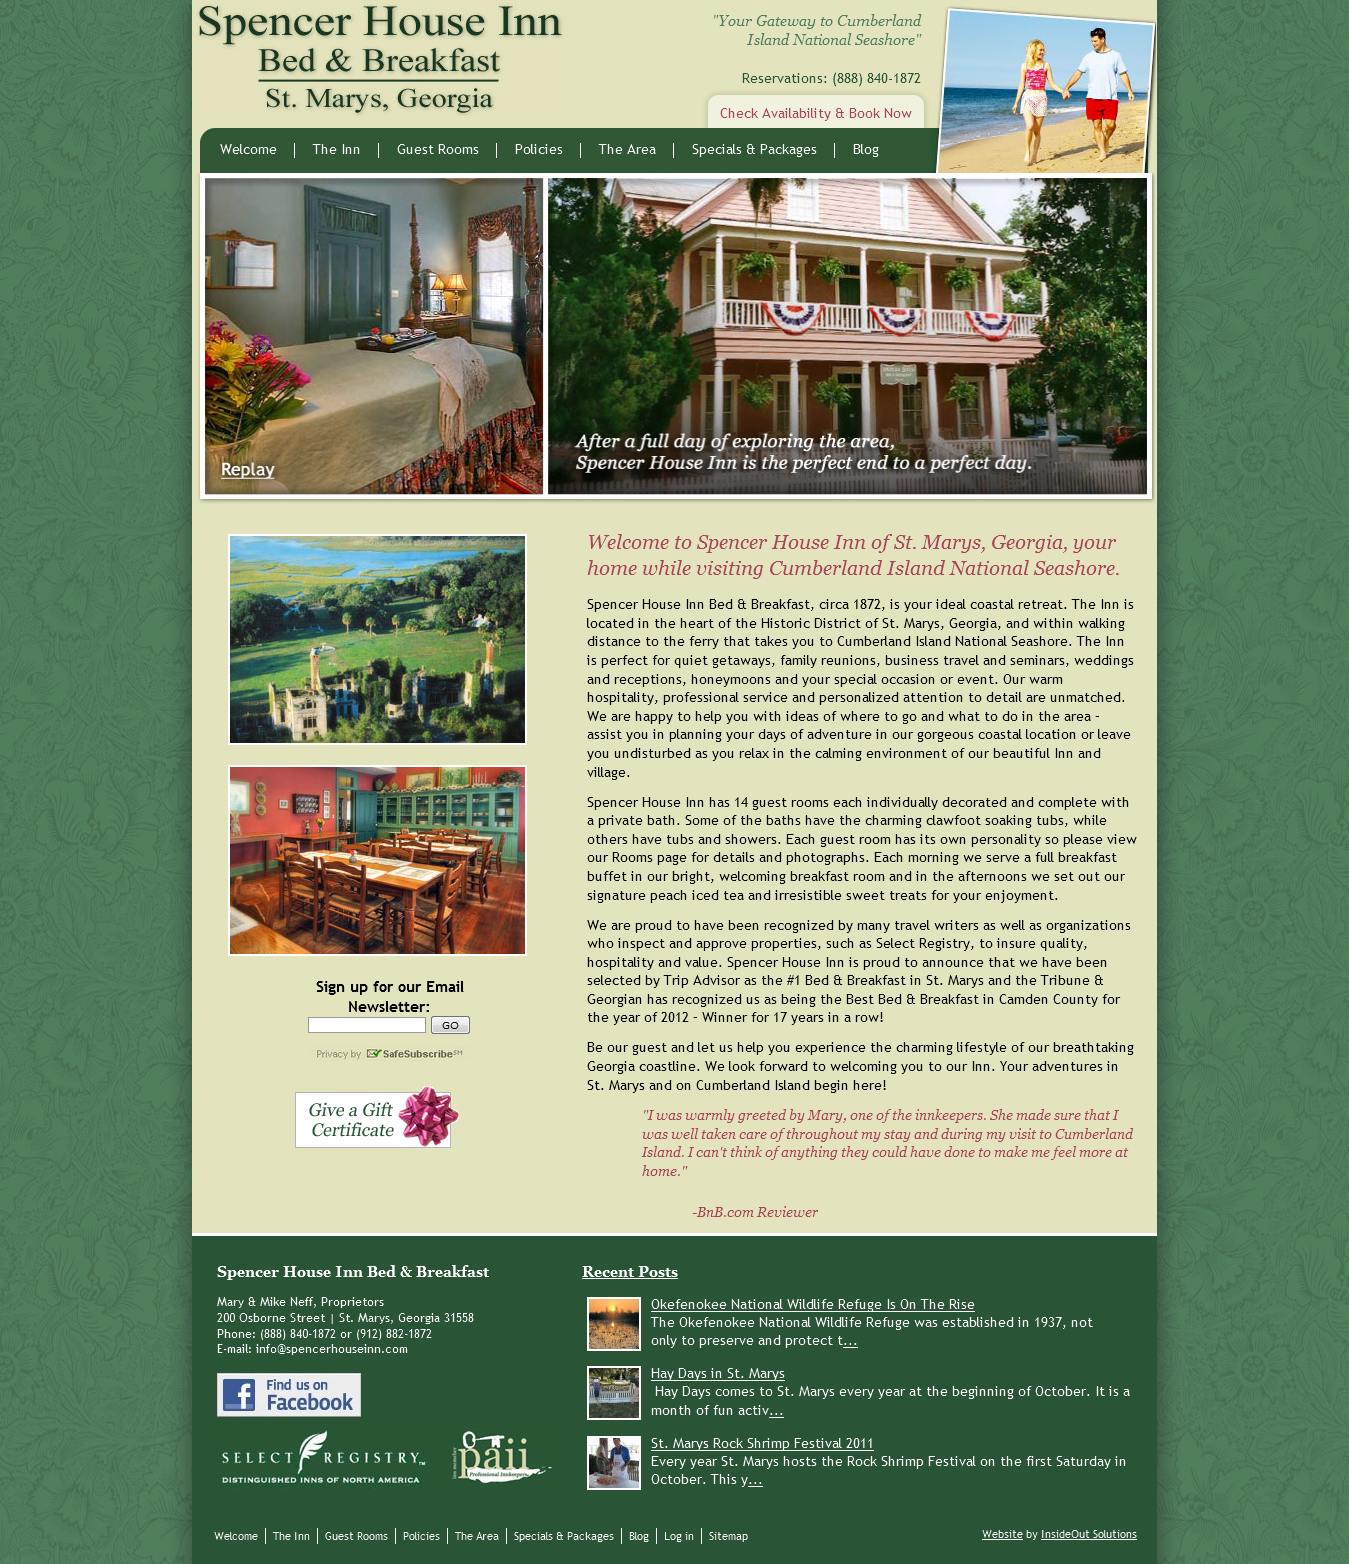 Spencer House Inn
Bed & Breakfast
St. Marys, Georgia
"Your Gateway to Cumberland
Island National Seashore"
Reservations: (888) 840-1872
Check Availability & Book Now
Welcome | The Inn | Guest Rooms | Policies | The Area | Specials & Packages | Blog
Replay
After a full day of exploring the area,
Spencer House Inn is the perfect end to a perfect day.
Welcome to Spencer House Inn of St. Marys, Georgia, your
home while visiting Cumberland Island National Seashore.
Spencer House Inn Bed & Breakfast, circa 1872, is your ideal coastal retreat. The Inn is
located in the heart of the Historic District of St. Marys, Georgia, and within walking
distance to the ferry that takes you to Cumberland Island National Seashore. The Inn
is perfect for quiet getaways, family reunions, business travel and seminars, weddings
and receptions, honeymoons and your special occasion or event. Our warm
hospitality, professional service and personalized attention to detail are unmatched.
We are happy to help you with ideas of where to go and what to do in the area -
assist you in planning your days of adventure in our gorgeous coastal location or leave
you undisturbed as you relax in the calming environment of our beautiful Inn and
village.
Spencer House Inn has 14 guest rooms each individually decorated and complete with
a private bath. Some of the baths have the charming clawfoot soaking tubs, while
others have tubs and showers. Each guest room has its own personality so please view
our Rooms page for details and photographs. Each morning we serve a full breakfast
buffet in our bright, welcoming breakfast room and in the afternoons we set out our
signature peach iced tea and irresistible sweet treats for your enjoyment.
We are proud to have been recognized by many travel writers as well as organizations
who inspect and approve properties, such as Select Registry, to insure quality,
hospitality and value. Spencer House Inn is proud to announce that we have been
selected by Trip Advisor as the #1 Bed & Breakfast in St. Marys and the Tribune &
Georgian has recognized us as being the Best Bed & Breakfast in Camden County for
the year of 2012 - Winner for 17 years in a row!
Be our guest and let us help you experience the charming lifestyle of our breathtaking
Georgia coastline. We look forward to welcoming you to our Inn. Your adventures in
St. Marys and on Cumberland Island begin here!
"I was warmly greeted by Mary, one of the innkeepers. She made sure that I
was well taken care of throughout my stay and during my visit to Cumberland
Island. I can't think of anything they could have done to make me feel more at
home."
-BnB.com Reviewer
Sign up for our Email
Newsletter:
GO
Privacy by SafeSubscribe℠
Give a Gift
Certificate
Spencer House Inn Bed & Breakfast
Mary & Mike Neff, Proprietors
200 Osborne Street | St. Marys, Georgia 31558
Phone: (888) 840-1872 or (912) 882-1872
E-mail: info@spencerhouseinn.com
Find us on
Facebook
SELECT REGISTRY™
DISTINGUISHED INNS OF NORTH AMERICA
paii
Professional Innkeepers
Recent Posts
Okefenokee National Wildlife Refuge Is On The Rise
The Okefenokee National Wildlife Refuge was established in 1937, not
only to preserve and protect t...
Hay Days in St. Marys
Hay Days comes to St. Marys every year at the beginning of October. It is a
month of fun activ...
St. Marys Rock Shrimp Festival 2011
Every year St. Marys hosts the Rock Shrimp Festival on the first Saturday in
October. This y...
Welcome | The Inn | Guest Rooms | Policies | The Area | Specials & Packages | Blog | Log in | Sitemap
Website by InsideOut Solutions